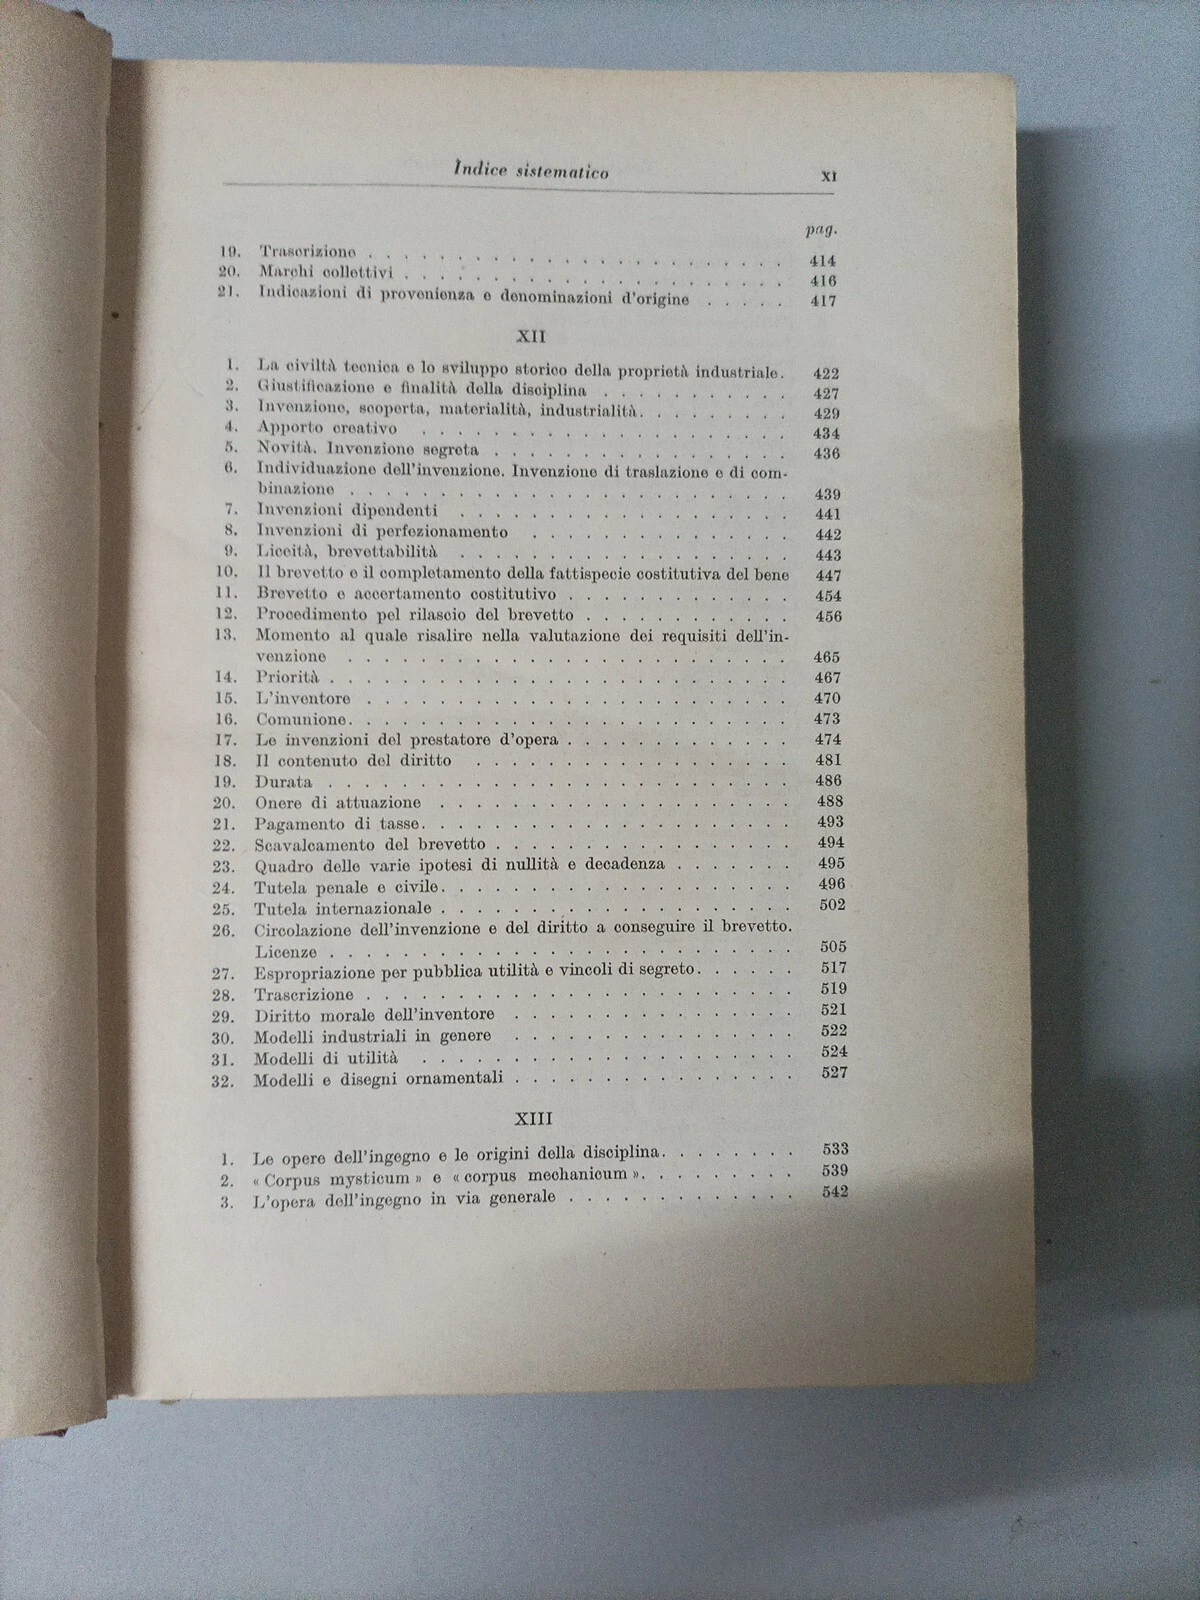 Indice sistematico XI
pag.
19. Trascrizione . . . . . . . . . . . . . . . . . . . . . . . . 414
20. Marchi collettivi . . . . . . . . . . . . . . . . . . . . . . 416
21. Indicazioni di provenienza e denominazioni d'origine . . . . . 417
XII
1. La civiltà tecnica e lo sviluppo storico della proprietà industriale. 422
2. Giustificazione e finalità della disciplina . . . . . . . . . . . 427
3. Invenzione, scoperta, materialità, industrialità. . . . . . . . . 429
4. Apporto creativo . . . . . . . . . . . . . . . . . . . . . 434
5. Novità. Invenzione segreta . . . . . . . . . . . . . . . . . 436
6. Individuazione dell'invenzione. Invenzione di traslazione e di com-
binazione . . . . . . . . . . . . . . . . . . . . . . . . . 439
7. Invenzioni dipendenti . . . . . . . . . . . . . . . . . . . 441
8. Invenzioni di perfezionamento . . . . . . . . . . . . . . . 442
9. Liceità, brevettabilità . . . . . . . . . . . . . . . . . . . 443
10. Il brevetto e il completamento della fattispecie costitutiva del bene 447
11. Brevetto e accertamento costitutivo . . . . . . . . . . . . . 454
12. Procedimento pel rilascio del brevetto . . . . . . . . . . . . 456
13. Momento al quale risalire nella valutazione dei requisiti dell'in-
venzione . . . . . . . . . . . . . . . . . . . . . . . . . 465
14. Priorità . . . . . . . . . . . . . . . . . . . . . . . . . . 467
15. L'inventore . . . . . . . . . . . . . . . . . . . . . . . . 470
16. Comunione. . . . . . . . . . . . . . . . . . . . . . . . . 473
17. Le invenzioni del prestatore d'opera . . . . . . . . . . . . . 474
18. Il contenuto del diritto . . . . . . . . . . . . . . . . . . 481
19. Durata . . . . . . . . . . . . . . . . . . . . . . . . . . 486
20. Onere di attuazione . . . . . . . . . . . . . . . . . . . . 488
21. Pagamento di tasse. . . . . . . . . . . . . . . . . . . . . 493
22. Scavalcamento del brevetto . . . . . . . . . . . . . . . . . 494
23. Quadro delle varie ipotesi di nullità e decadenza . . . . . . . 495
24. Tutela penale e civile. . . . . . . . . . . . . . . . . . . . 496
25. Tutela internazionale . . . . . . . . . . . . . . . . . . . . 502
26. Circolazione dell'invenzione e del diritto a conseguire il brevetto.
Licenze . . . . . . . . . . . . . . . . . . . . . . . . . . 505
27. Espropriazione per pubblica utilità e vincoli di segreto. . . . . . 517
28. Trascrizione . . . . . . . . . . . . . . . . . . . . . . . . 519
29. Diritto morale dell'inventore . . . . . . . . . . . . . . . . 521
30. Modelli industriali in genere . . . . . . . . . . . . . . . . 522
31. Modelli di utilità . . . . . . . . . . . . . . . . . . . . . 524
32. Modelli e disegni ornamentali . . . . . . . . . . . . . . . . 527
XIII
1. Le opere dell'ingegno e le origini della disciplina. . . . . . . . 533
2. « Corpus mysticum » e « corpus mechanicum ». . . . . . . . . 539
3. L'opera dell'ingegno in via generale . . . . . . . . . . . . . 542